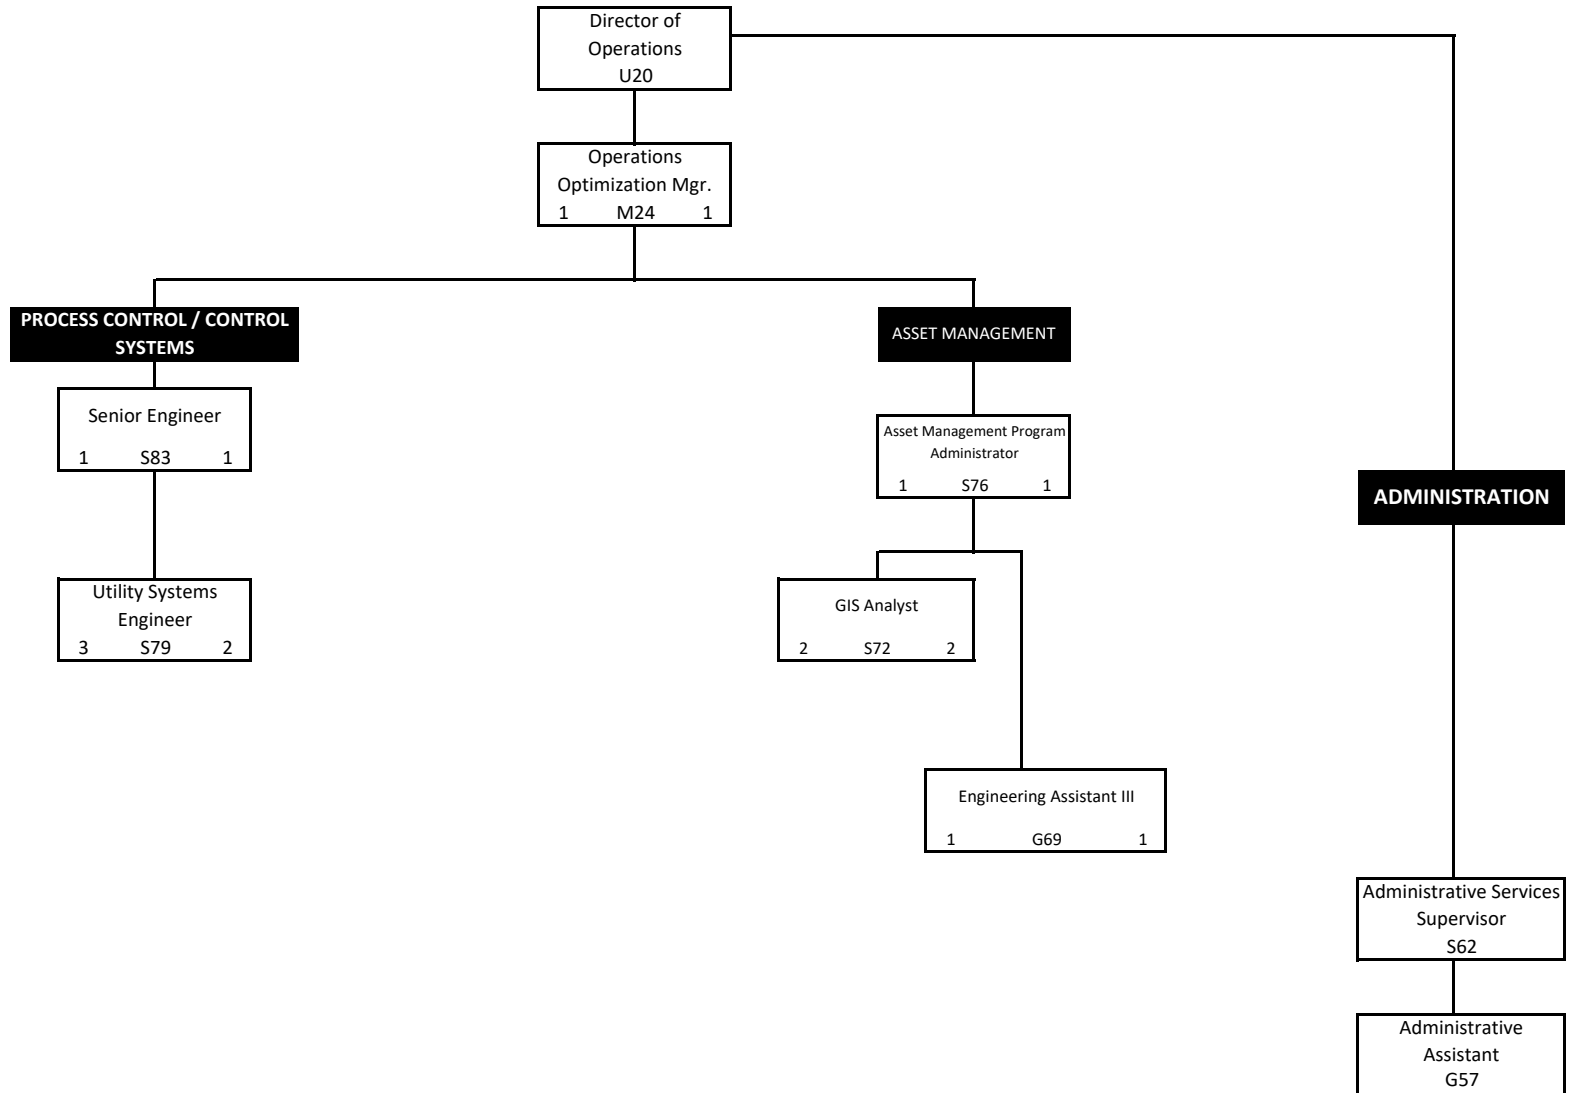 Director of
Operations
U20
Operations
Optimization Mgr.
1 M24 1
PROCESS CONTROL / CONTROL
SYSTEMS
Senior Engineer
1 S83 1
Utility Systems
Engineer
3 S79 2
ASSET MANAGEMENT
Asset Management Program
Administrator
1 S76 1
GIS Analyst
2 S72 2
Engineering Assistant III
1 G69 1
ADMINISTRATION
Administrative Services
Supervisor
S62
Administrative
Assistant
G57